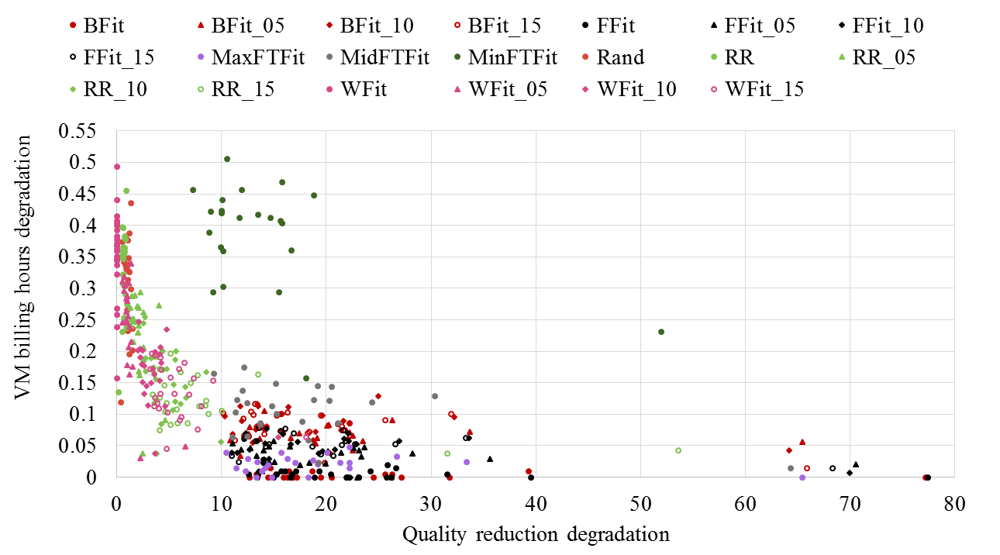 BFit BFit_05 BFit_10 BFit_15 FFit FFit_05 FFit_10
FFit_15 MaxFTFit MidFTFit MinFTFit Rand RR RR_05
RR_10 RR_15 WFit WFit_05 WFit_10 WFit_15
VM billing hours degradation
0.55
0.5
0.45
0.4
0.35
0.3
0.25
0.2
0.15
0.1
0.05
0
0 10 20 30 40 50 60 70 80
Quality reduction degradation